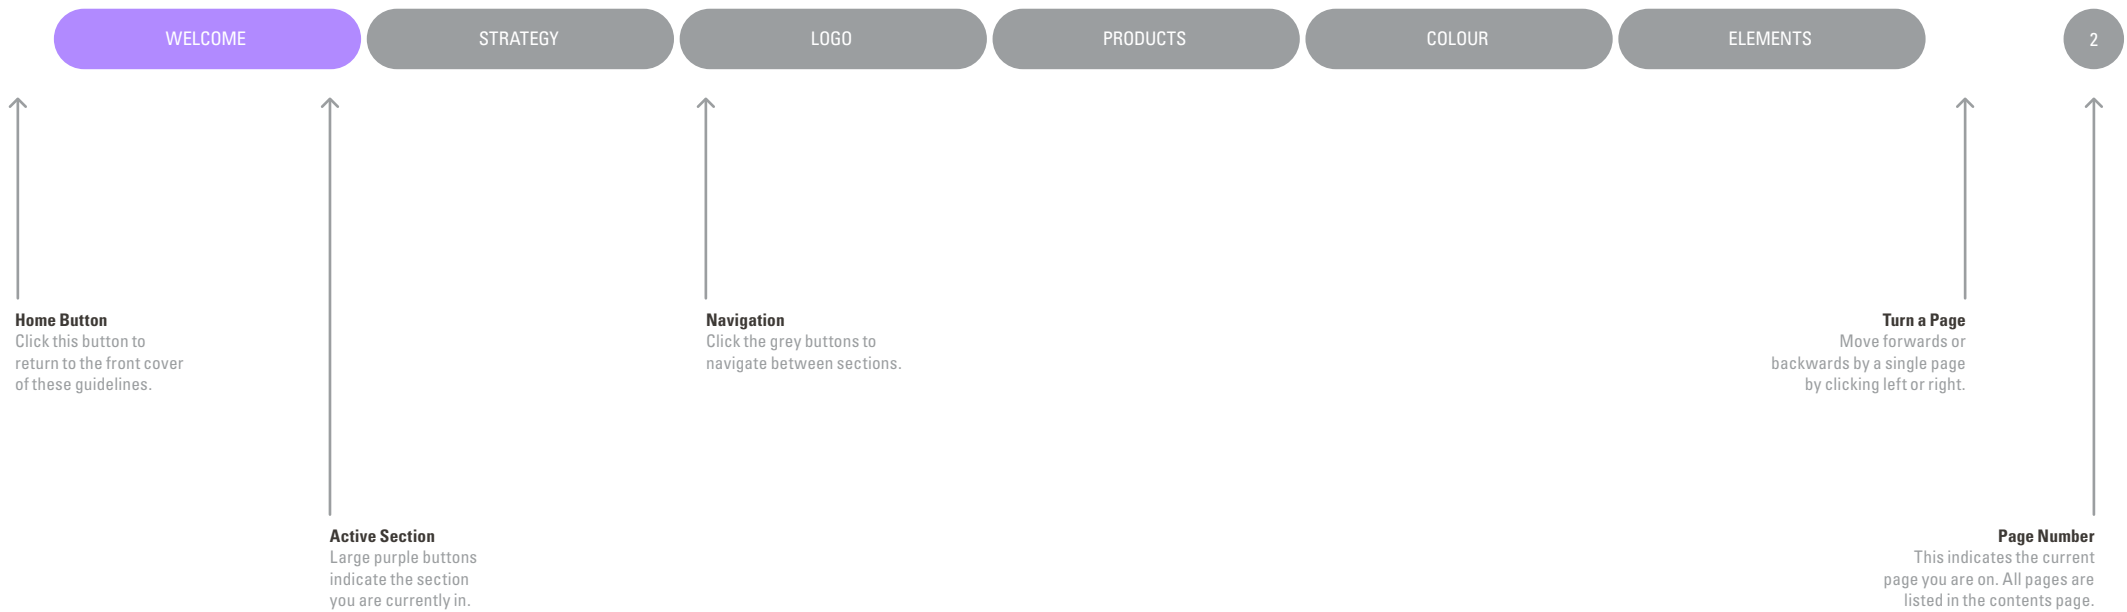 WELCOME
STRATEGY
LOGO
PRODUCTS
COLOUR
ELEMENTS
2
Home Button
Click this button to
return to the front cover
of these guidelines.
Navigation
Click the grey buttons to
navigate between sections.
Turn a Page
Move forwards or
backwards by a single page
by clicking left or right.
Active Section
Large purple buttons
indicate the section
you are currently in.
Page Number
This indicates the current
page you are on. All pages are
listed in the contents page.